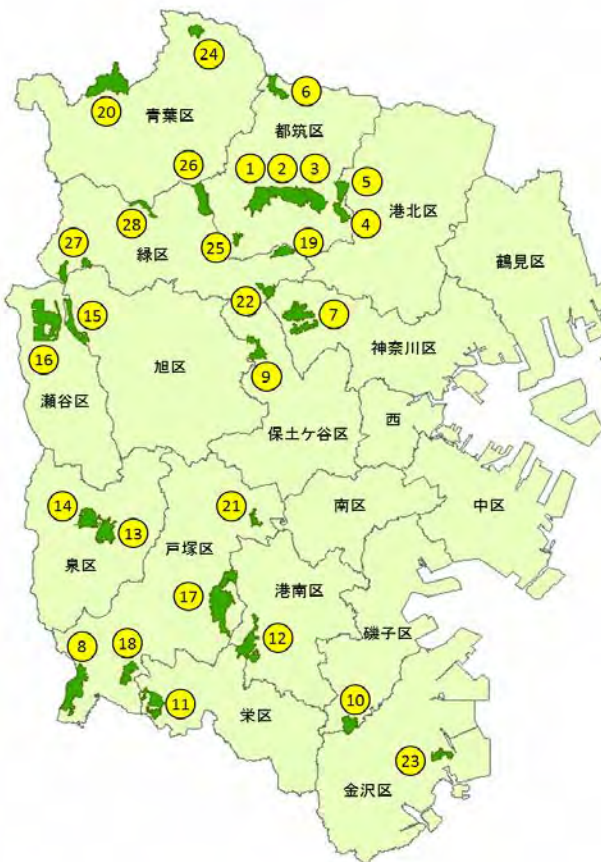 24
20
青葉区
6
都筑区
26
1 2 3
5
4
港北区
28
緑区
25
19
27
鶴見区
22
7
15
16
瀬谷区
旭区
9
神奈川区
保土ケ谷区
西
14
13
泉区
21
戸塚区
南区
中区
17
港南区
12
磯子区
8
18
11
栄区
10
23
金沢区